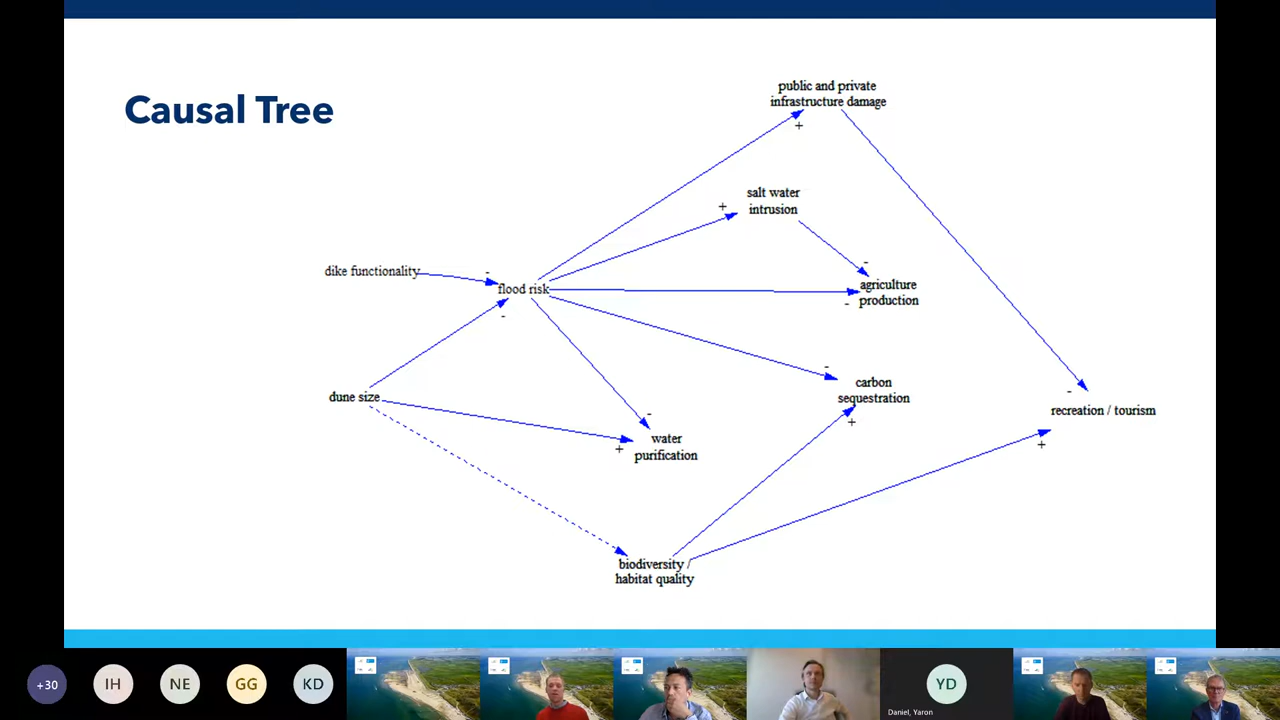 Causal Tree
public and private
infrastructure damage
+
salt water
intrusion
+
dike functionality
-
flood risk
-
-
agriculture
production
-
dune size
-
carbon
sequestration
+
-
recreation / tourism
+
-
water
purification
+
biodiversity /
habitat quality
+30
IH
NE
GG
KD
YD
Daniel, Yaron